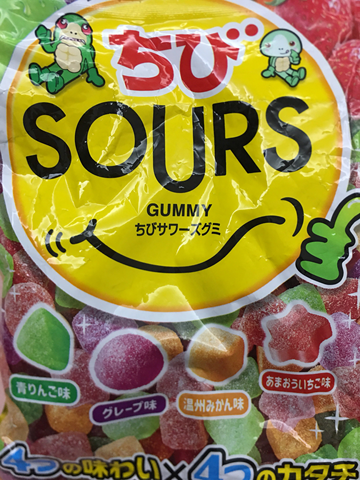 ちび
SOURS
GUMMY
ちびサワーズグミ
青りんご味
グレープ味
温州みかん味
あまおういちご味
4つの味わい×4つのカタチ